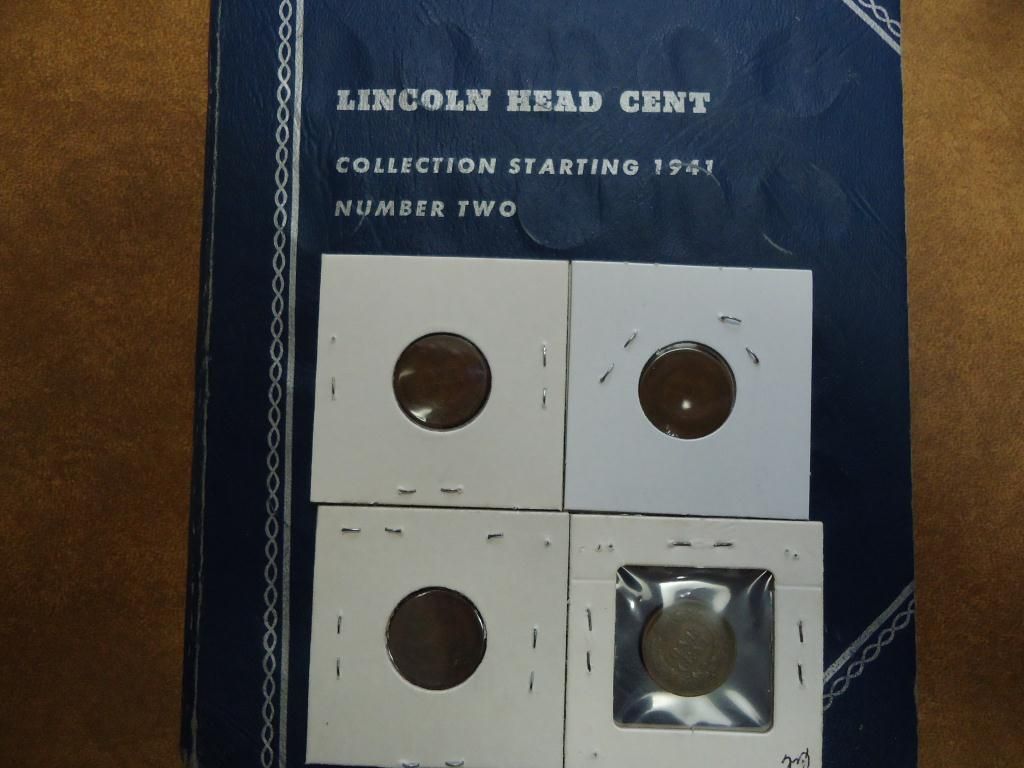 LINCOLN HEAD CENT
COLLECTION STARTING 1941
NUMBER TWO